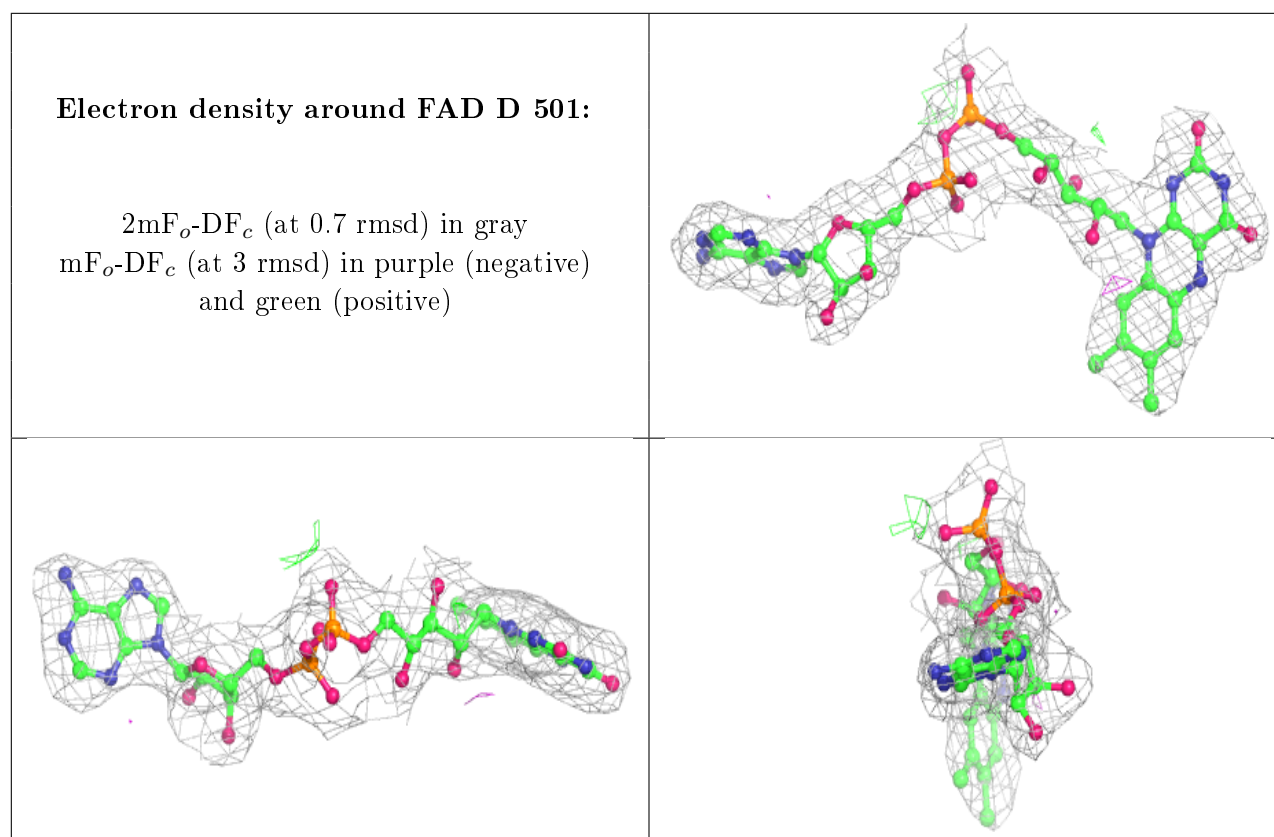 Electron density around FAD D 501:
2mFo-DFc (at 0.7 rmsd) in gray
mFo-DFc (at 3 rmsd) in purple (negative)
and green (positive)